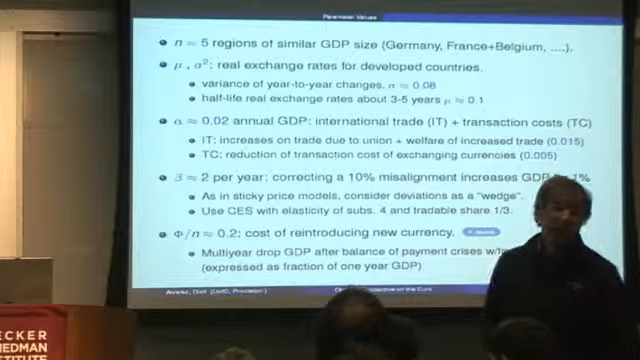 Parameter Values
n ≈ 5 regions of similar GDP size (Germany, France+Belgium, ....).
μ , σ²: real exchange rates for developed countries.
variance of year-to-year changes, σ ≈ 0.08
half-life real exchange rates about 3-5 years μ ≈ 0.1
α ≈ 0.02 annual GDP: international trade (IT) + transaction costs (TC)
IT: increases on trade due to union + welfare of increased trade (0.015)
TC: reduction of transaction cost of exchanging currencies (0.005)
β ≈ 2 per year: correcting a 10% misalignment increases GDP 1%
As in sticky price models, consider deviations as a "wedge".
Use CES with elasticity of subs. 4 and tradable share 1/3.
Φ/n ≈ 0.2: cost of reintroducing new currency.
Multiyear drop GDP after balance of payment crises
(expressed as fraction of one year GDP)
Princeton)
on the Euro